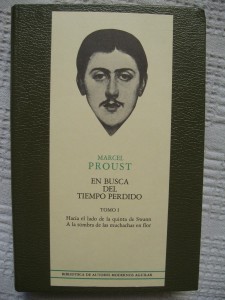 MARCEL
PROUST
EN BUSCA
DEL
TIEMPO PERDIDO
TOMO I
Hacia el lado de la quinta de Swann
A la sombra de las muchachas en flor
BIBLIOTECA DE AUTORES MODERNOS AGUILAR